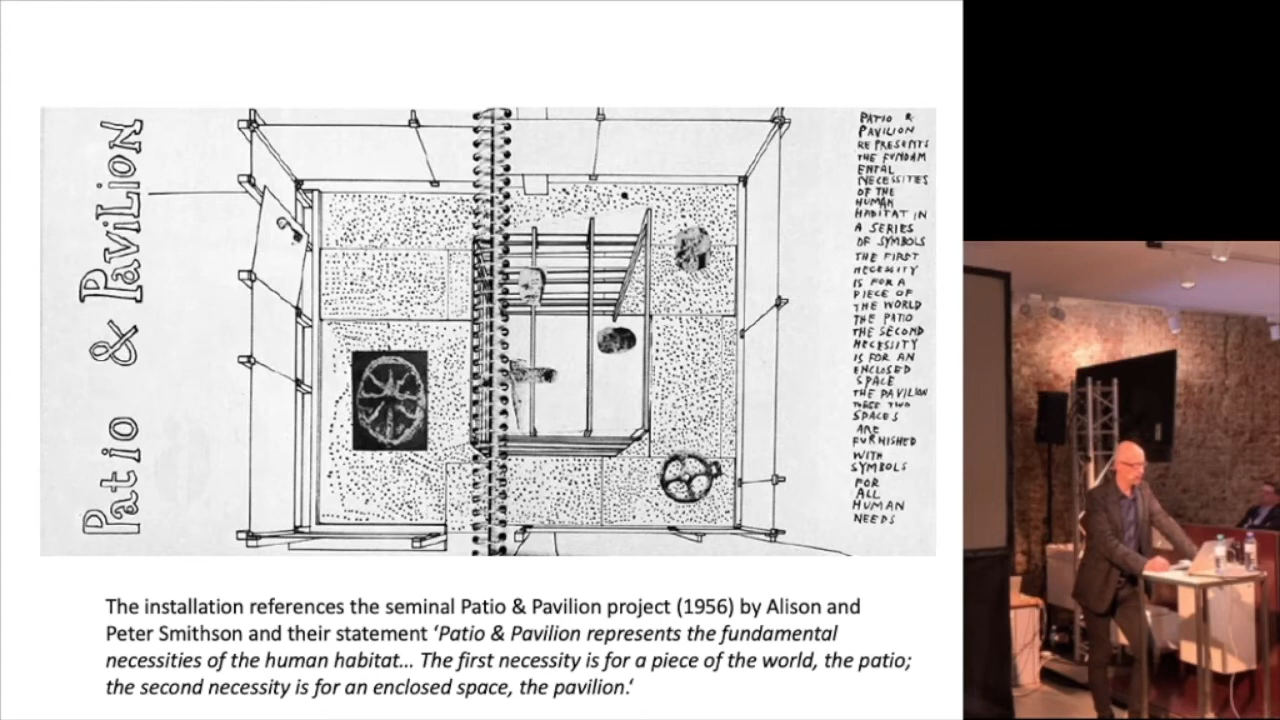 Patio & Pavilion
PATIO &
PAVILION
REPRESENTS
THE FUNDAM
ENTAL
NECESSITIES
OF THE
HUMAN
HABITAT IN
A SERIES
OF SYMBOLS
THE FIRST
NECESSITY
IS FOR A
PIECE OF
THE WORLD
THE PATIO
THE SECOND
NECESSITY
IS FOR AN
ENCLOSED
SPACE
THE PAVILION
THESE TWO
SPACES
ARE
FURNISHED
WITH
SYMBOLS
FOR
ALL
HUMAN
NEEDS
The installation references the seminal Patio & Pavilion project (1956) by Alison and
Peter Smithson and their statement ‘Patio & Pavilion represents the fundamental
necessities of the human habitat... The first necessity is for a piece of the world, the patio;
the second necessity is for an enclosed space, the pavilion.‘